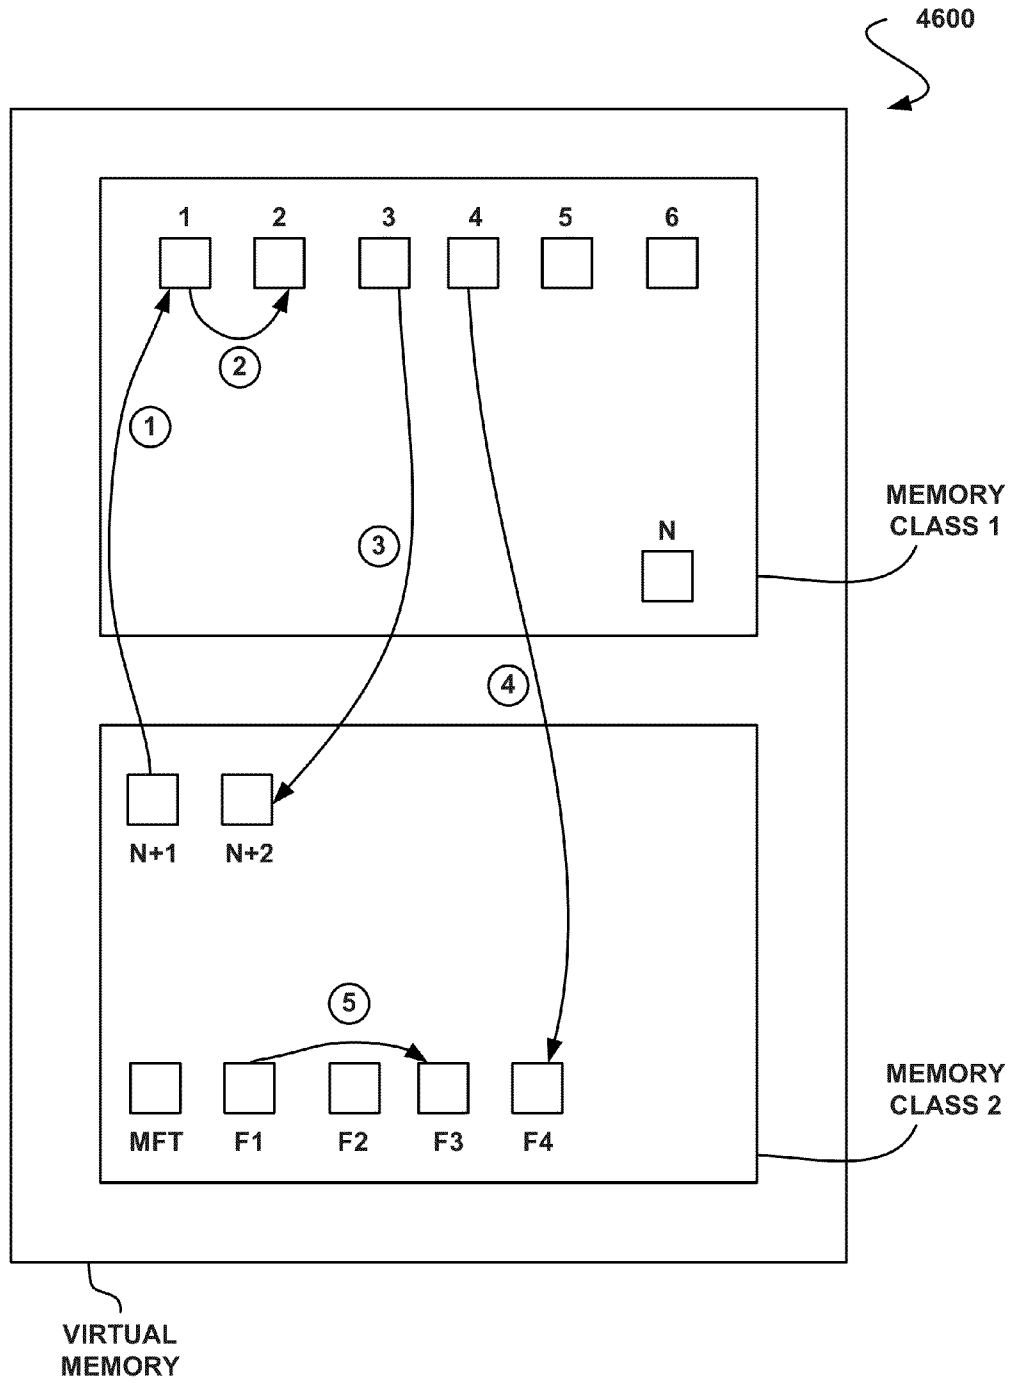 4600
1 2 3 4 5 6
2
1
MEMORY
CLASS 1
3
N
4
N+1 N+2
5
MEMORY
CLASS 2
MFT F1 F2 F3 F4
VIRTUAL
MEMORY